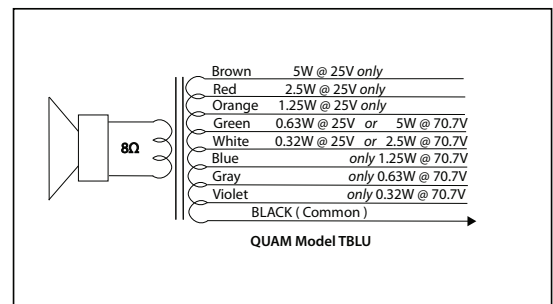 Brown 5W @ 25V only
Red 2.5W @ 25V only
Orange 1.25W @ 25V only
Green 0.63W @ 25V or 5W @ 70.7V
White 0.32W @ 25V or 2.5W @ 70.7V
Blue only 1.25W @ 70.7V
Gray only 0.63W @ 70.7V
Violet only 0.32W @ 70.7V
BLACK ( Common )
8Ω
QUAM Model TBLU